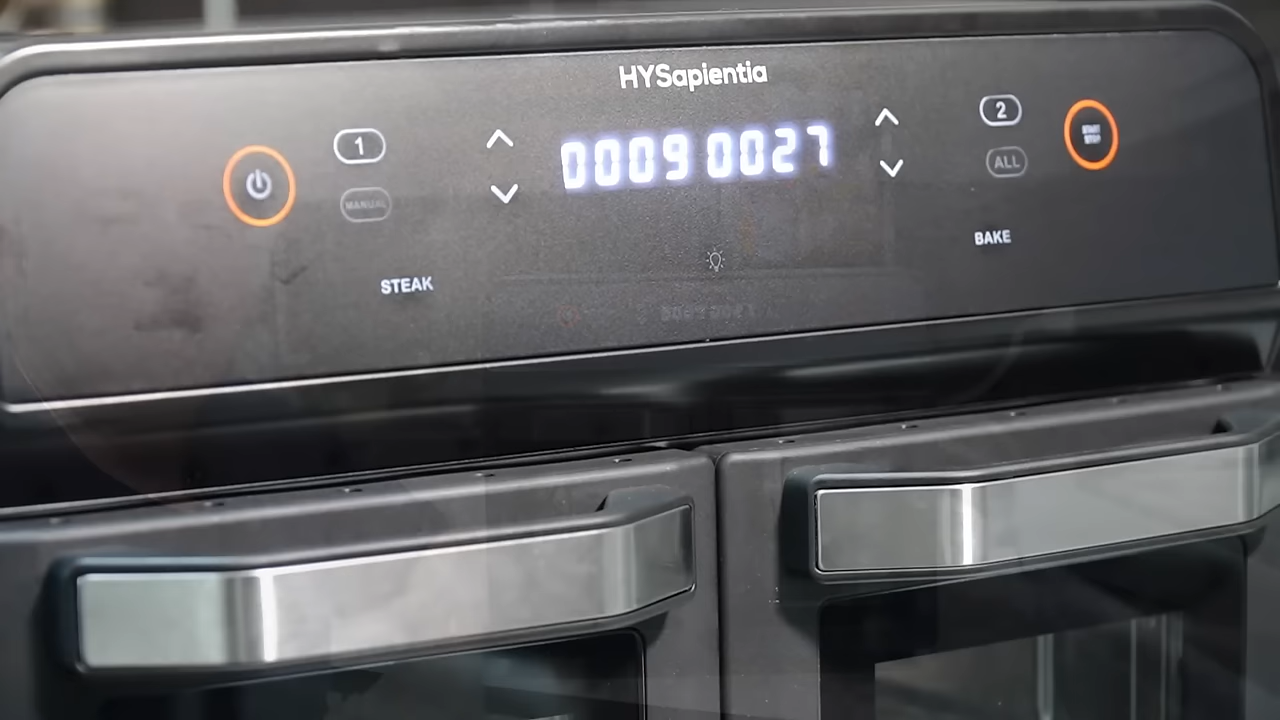 HYSapientia
1
0009 0027
2
MANUAL
ALL
START
STOP
STEAK
BAKE